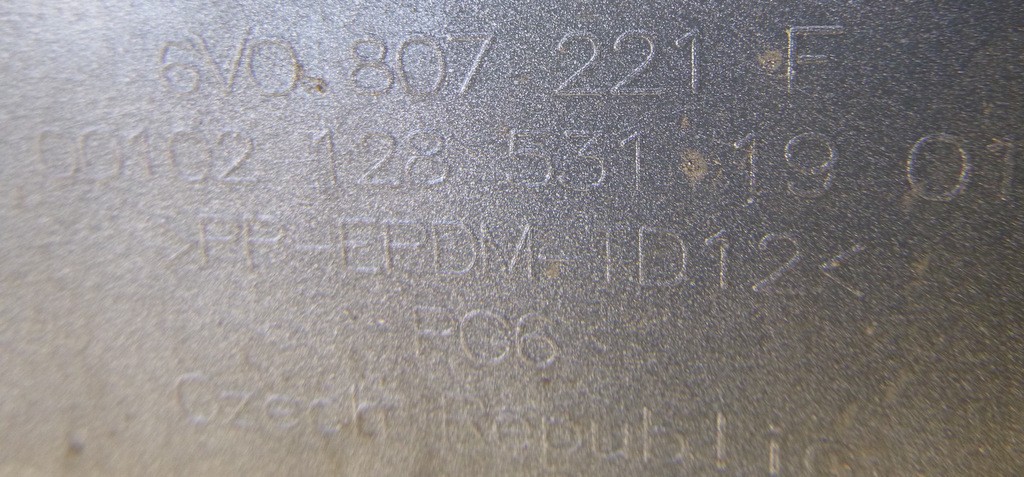 6V0.807.221.F
00102 128 531 19 01
>PP-EPDM-TD12<
PG6
Czech Republic